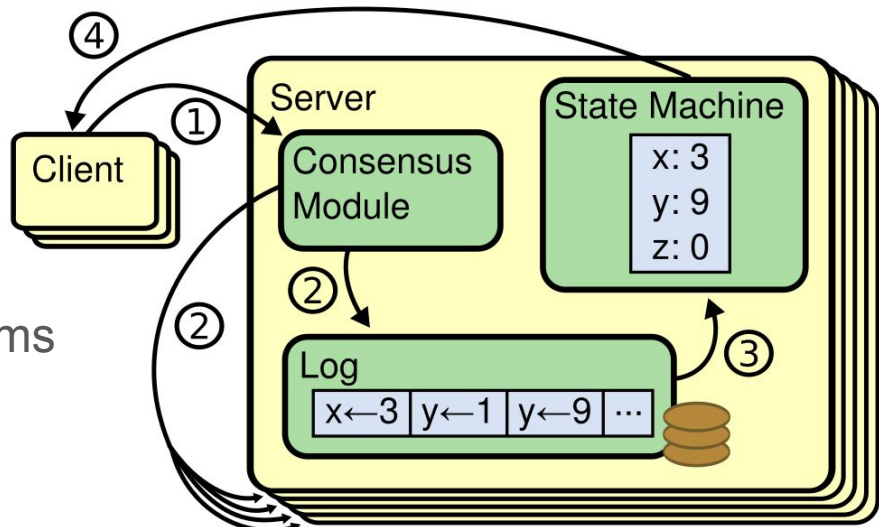 ④
①
Server
State Machine
Client
Consensus
Module
x: 3
y: 9
z: 0
②
②
ms
③
Log
x←3 y←1 y←9 ...